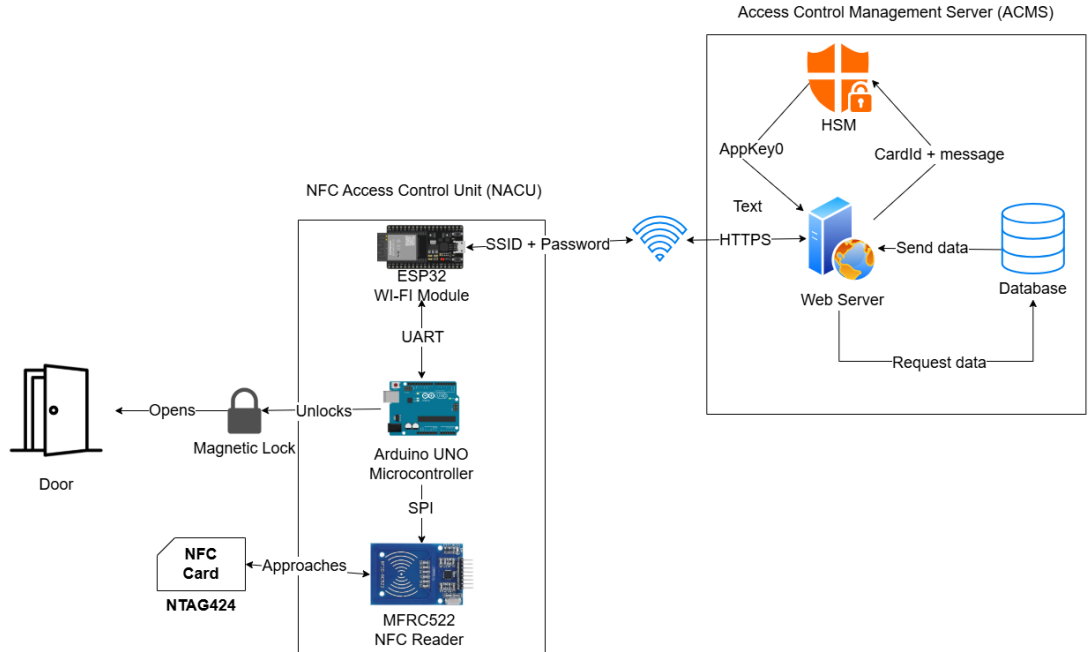 Access Control Management Server (ACMS)
HSM
AppKey0
CardId + message
NFC Access Control Unit (NACU)
Text
SSID + Password
HTTPS
Send data
ESP32
WI-FI Module
Web Server
Database
UART
Request data
Opens
Unlocks
Magnetic Lock
Arduino UNO
Microcontroller
Door
SPI
NFC
Card
Approaches
NTAG424
MFRC522
NFC Reader